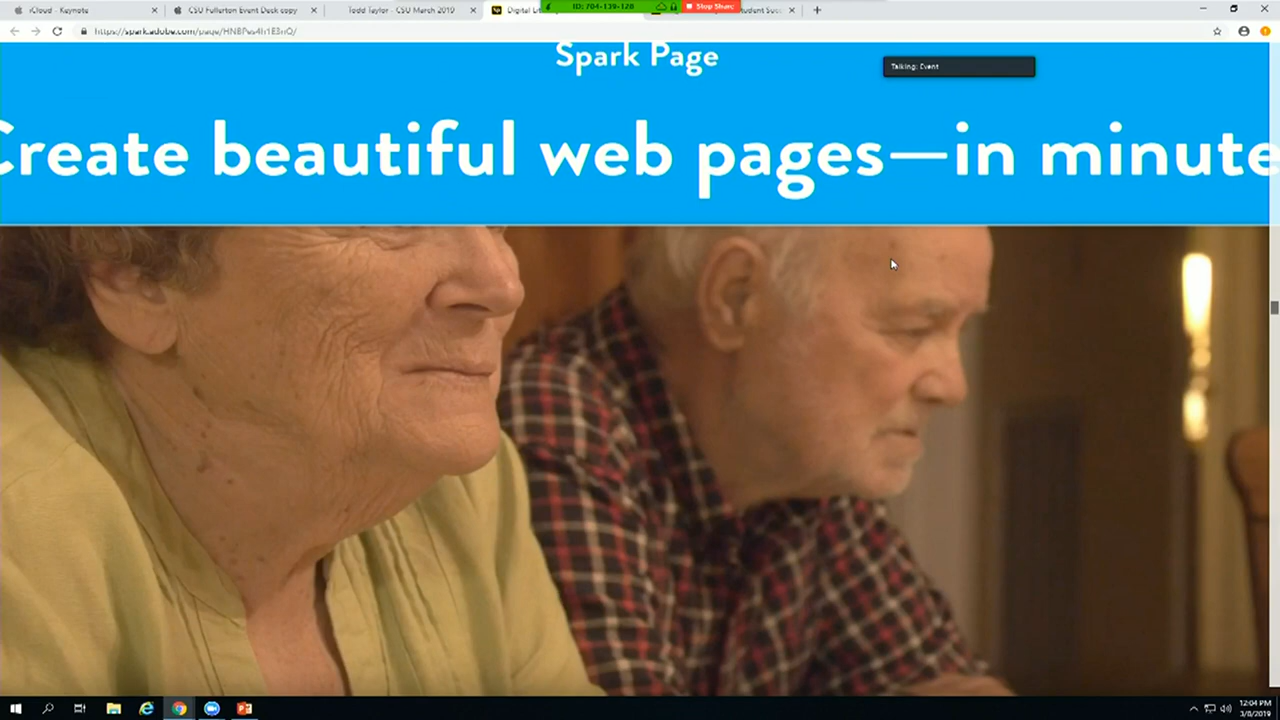 iCloud - Keynote
CSU Fullerton Event Deck copy
Todd Taylor - CSU March 2019
Digital
ID: 704-139-128
Stop Share
https://spark.adobe.com/page/
Spark Page
Talking: Event
Create beautiful web pages—in minute
12:04 PM
3/8/2019